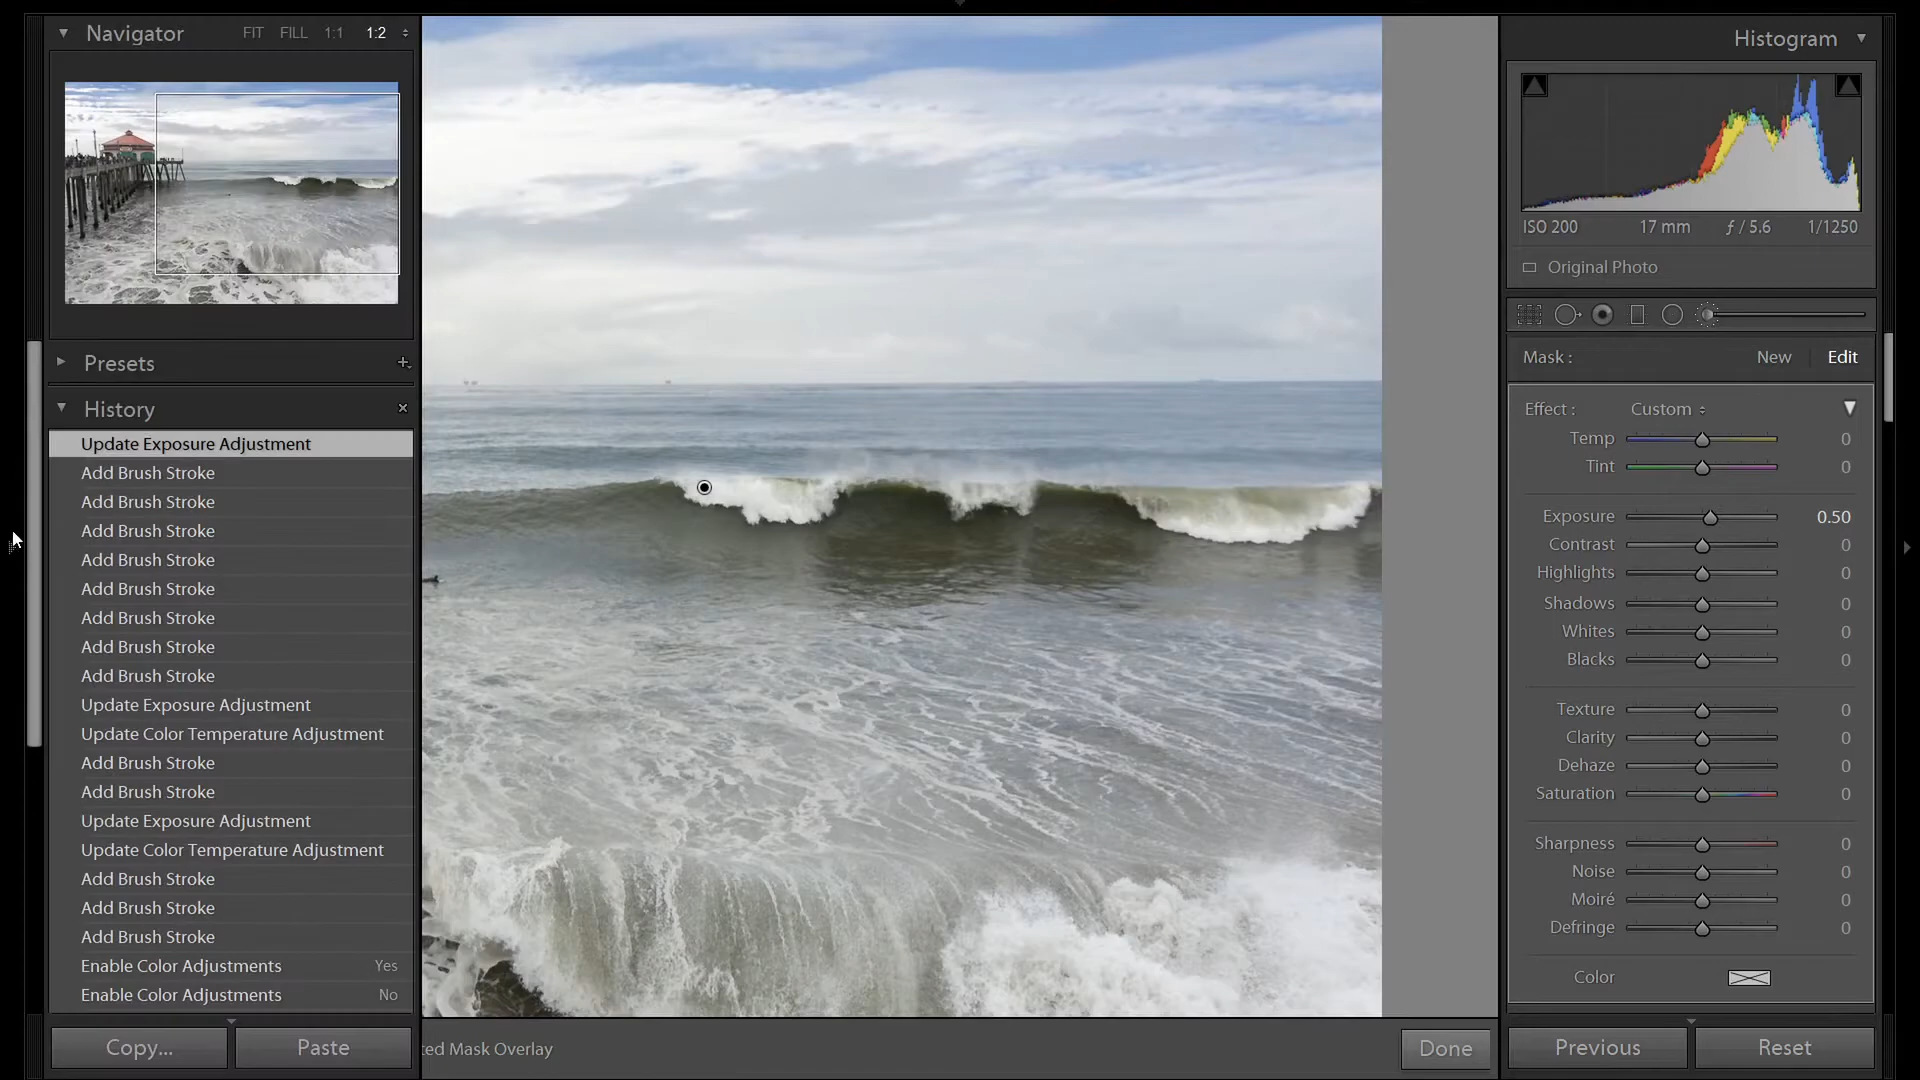 Navigator FIT FILL 1:1 1:2
Presets
History
Update Exposure Adjustment
Add Brush Stroke
Add Brush Stroke
Add Brush Stroke
Add Brush Stroke
Add Brush Stroke
Add Brush Stroke
Add Brush Stroke
Add Brush Stroke
Update Exposure Adjustment
Update Color Temperature Adjustment
Add Brush Stroke
Add Brush Stroke
Update Exposure Adjustment
Update Color Temperature Adjustment
Add Brush Stroke
Add Brush Stroke
Add Brush Stroke
Enable Color Adjustments Yes
Enable Color Adjustments No
Copy... Paste
ted Mask Overlay
Done
Histogram
ISO 200 17 mm ƒ / 5.6 1/1250
Original Photo
Mask : New Edit
Effect : Custom
Temp 0
Tint 0
Exposure 0.50
Contrast 0
Highlights 0
Shadows 0
Whites 0
Blacks 0
Texture 0
Clarity 0
Dehaze 0
Saturation 0
Sharpness 0
Noise 0
Moiré 0
Defringe 0
Color
Previous Reset